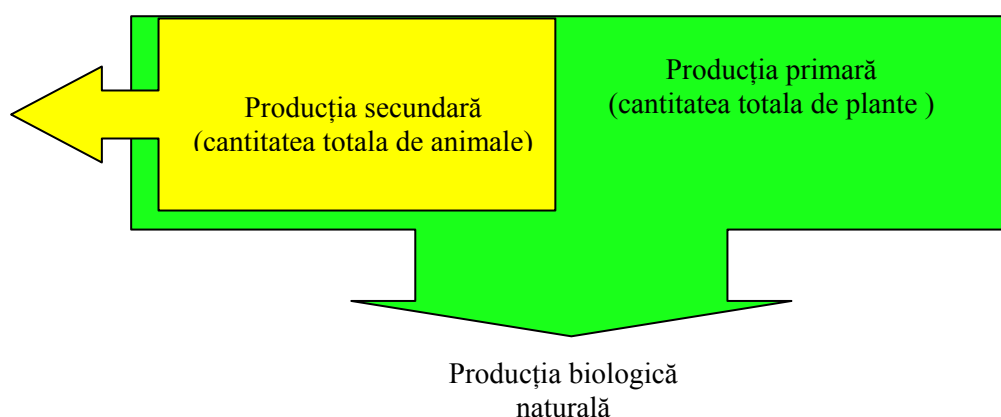 Producția secundară
(cantitatea totala de animale)
Producția primară
(cantitatea totala de plante )
Producția biologică
naturală